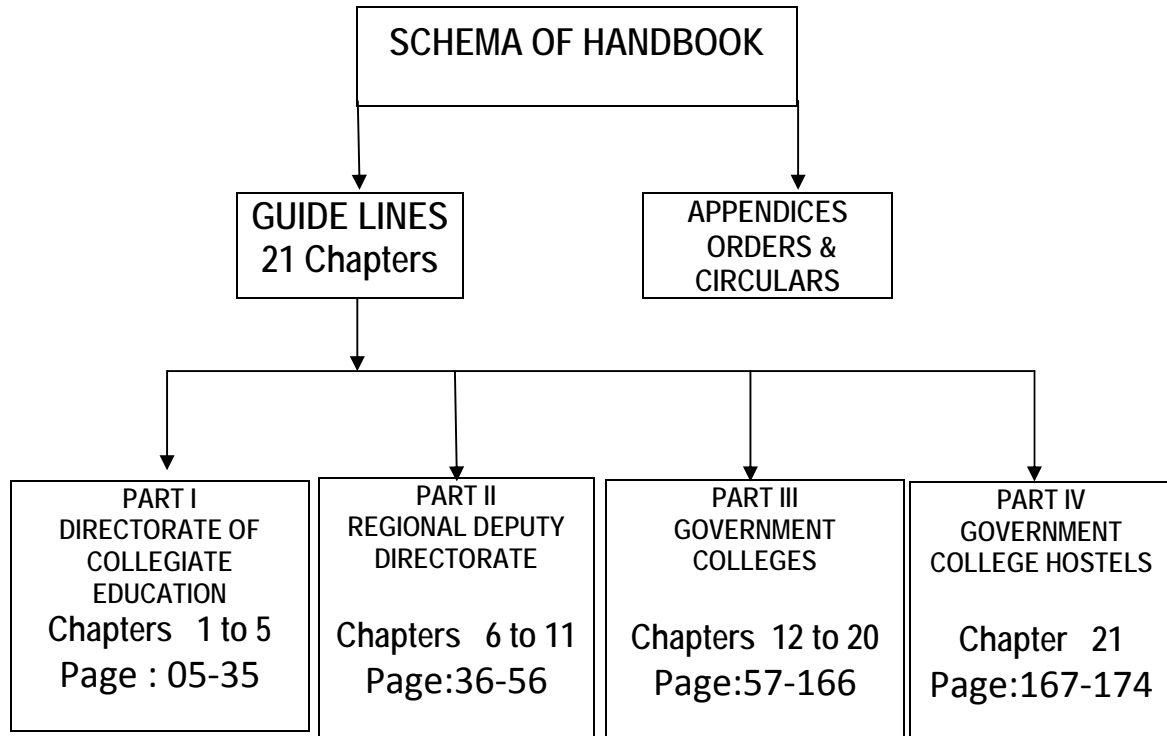 SCHEMA OF HANDBOOK
GUIDE LINES
21 Chapters
APPENDICES
ORDERS &
CIRCULARS
PART I
DIRECTORATE OF
COLLEGIATE
EDUCATION
Chapters 1 to 5
Page : 05-35
PART II
REGIONAL DEPUTY
DIRECTORATE
Chapters 6 to 11
Page:36-56
PART III
GOVERNMENT
COLLEGES
Chapters 12 to 20
Page:57-166
PART IV
GOVERNMENT
COLLEGE HOSTELS
Chapter 21
Page:167-174